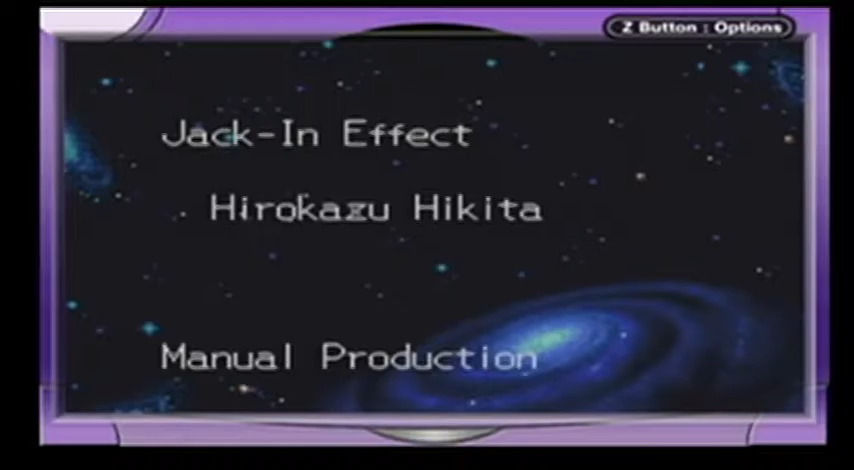 Z Button : Options
Jack-In Effect
Hirokazu Hikita
Manual Production